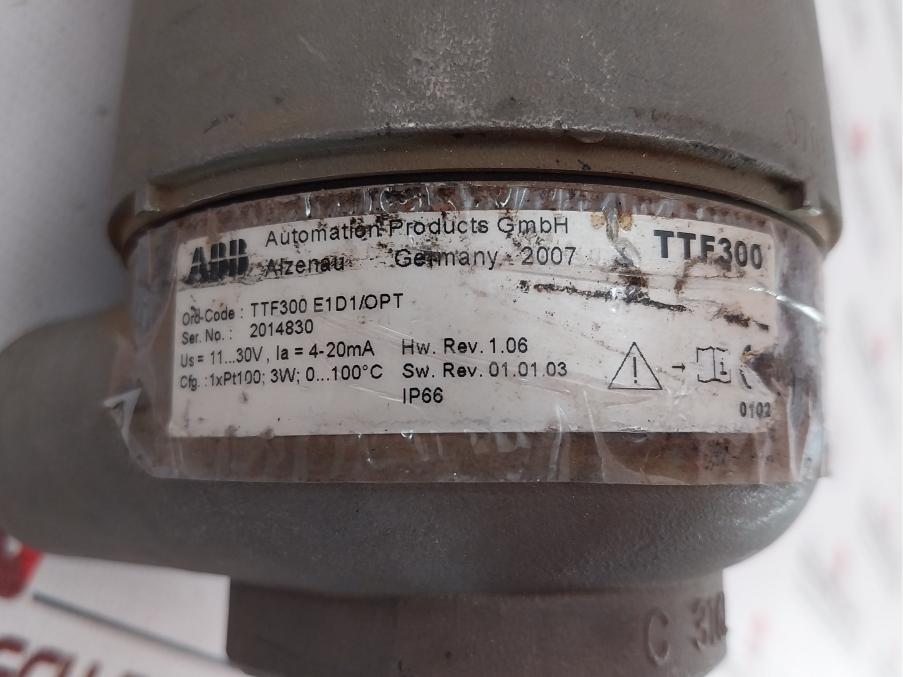 ABB Automation Products GmbH
Alzenau Germany - 2007
TTF300
Ord-Code : TTF300 E1D1/OPT
Ser. No. : 2014830
Us = 11...30V , Ia = 4-20mA
Cfg. :1xPt100; 3W; 0...100°C
Hw. Rev. 1.06
Sw. Rev. 01.01.03
IP66
0102
C